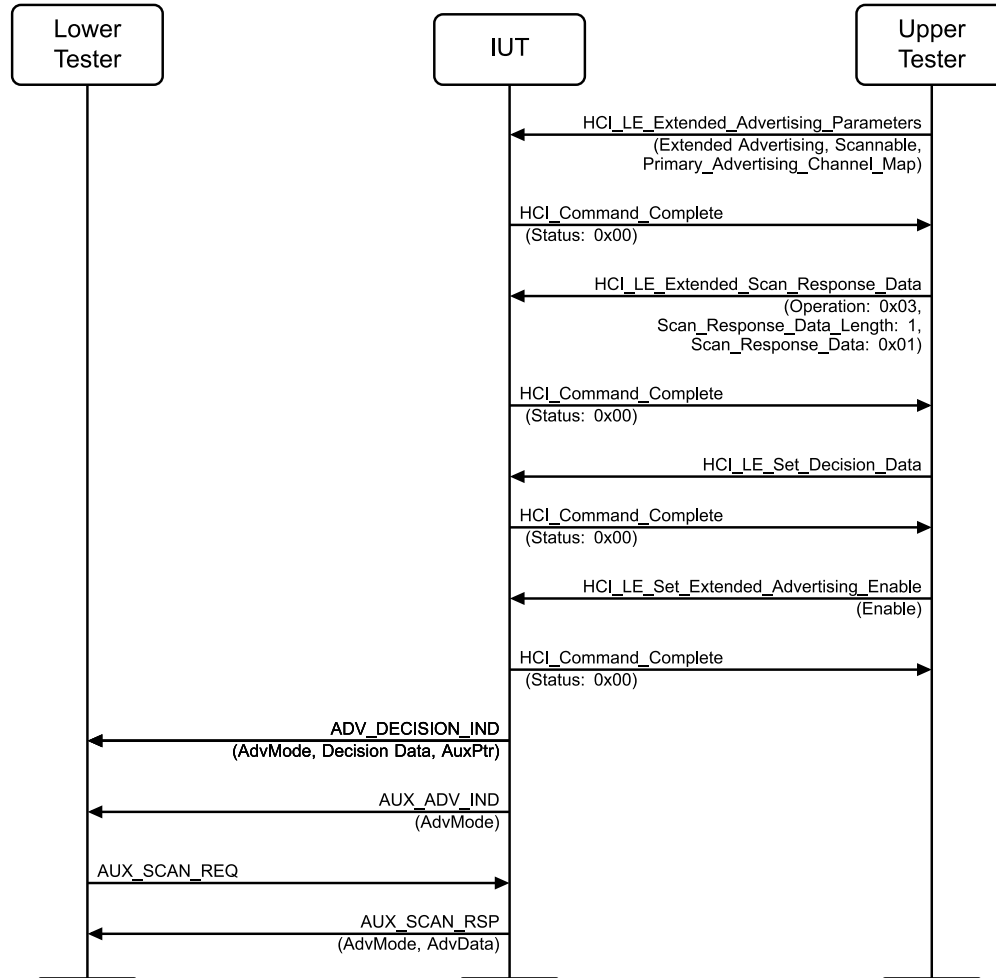 Lower
Tester
IUT
Upper
Tester
HCI_LE_Extended_Advertising_Parameters
(Extended Advertising, Scannable,
Primary_Advertising_Channel_Map)
HCI_Command_Complete
(Status: 0x00)
HCI_LE_Extended_Scan_Response_Data
(Operation: 0x03,
Scan_Response_Data_Length: 1,
Scan_Response_Data: 0x01)
HCI_Command_Complete
(Status: 0x00)
HCI_LE_Set_Decision_Data
HCI_Command_Complete
(Status: 0x00)
HCI_LE_Set_Extended_Advertising_Enable
(Enable)
HCI_Command_Complete
(Status: 0x00)
ADV_DECISION_IND
(AdvMode, Decision Data, AuxPtr)
AUX_ADV_IND
(AdvMode)
AUX_SCAN_REQ
AUX_SCAN_RSP
(AdvMode, AdvData)